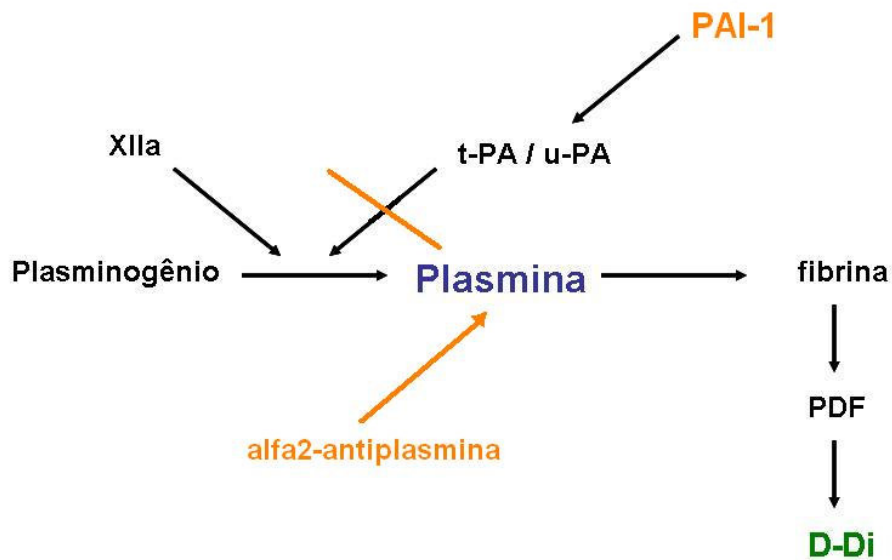 PAI-1
XIIa
t-PA / u-PA
Plasminogênio
Plasmina
fibrina
PDF
alfa2-antiplasmina
D-Di